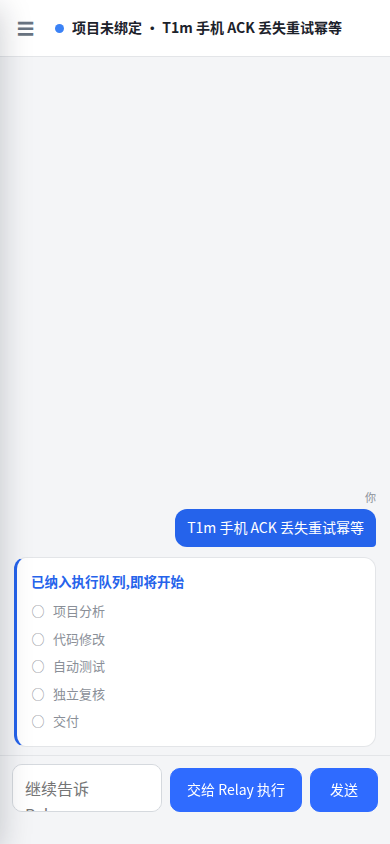 项目未绑定 · T1m 手机 ACK 丢失重试幂等
你
T1m 手机 ACK 丢失重试幂等
已纳入执行队列,即将开始
项目分析
代码修改
自动测试
独立复核
交付
继续告诉
交给 Relay 执行
发送